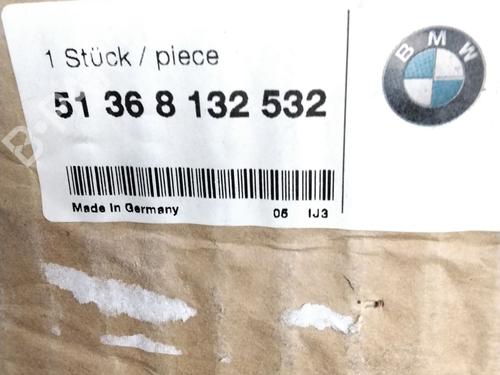 1 Stück / piece
BMW
51 36 8 132 532
Made in Germany 05 IJ3